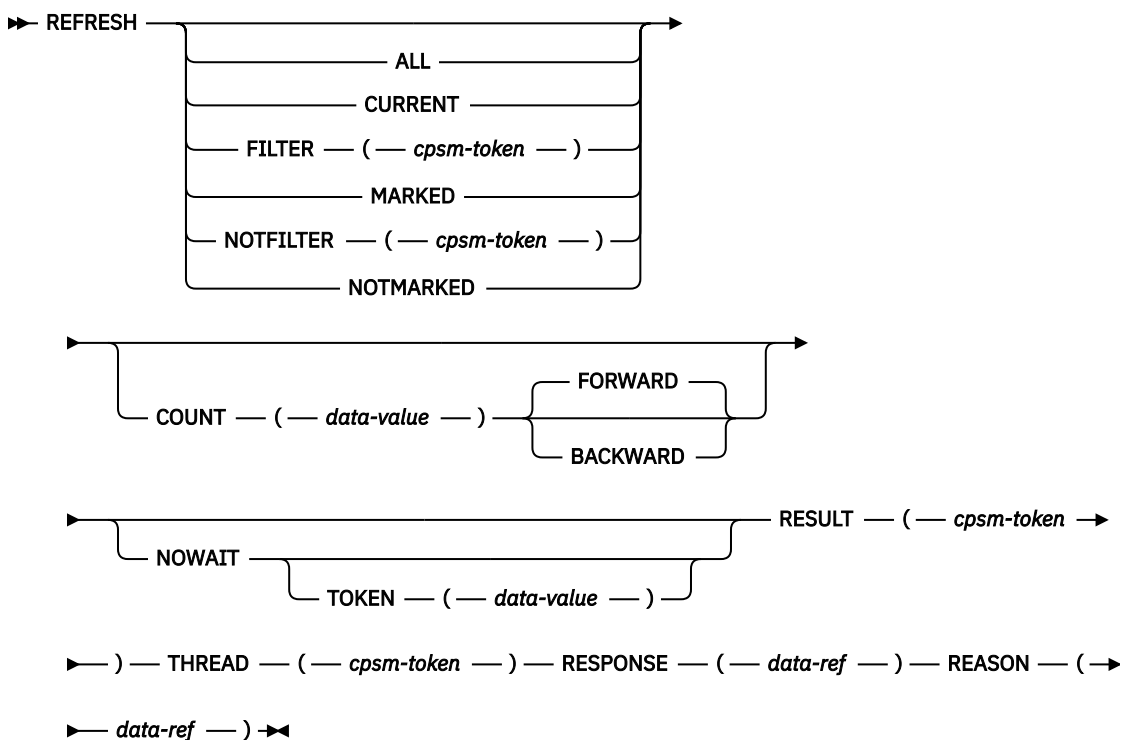 REFRESH
ALL
CURRENT
FILTER ( cpsm-token )
MARKED
NOTFILTER ( cpsm-token )
NOTMARKED
FORWARD
COUNT ( data-value )
BACKWARD
RESULT ( cpsm-token
NOWAIT
TOKEN ( data-value )
) THREAD ( cpsm-token ) RESPONSE ( data-ref ) REASON (
data-ref )